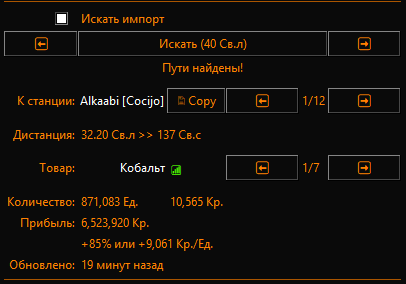 Искать импорт
Искать (40 Св.л)
Пути найдены!
К станции: Alkaabi [Cocijo] Copy 1/12
Дистанция: 32.20 Св.л >> 137 Св.с
Товар: Кобальт 1/7
Количество: 871,083 Ед. 10,565 Кр.
Прибыль: 6,523,920 Кр.
+85% или +9,061 Кр./Ед.
Обновлено: 19 минут назад